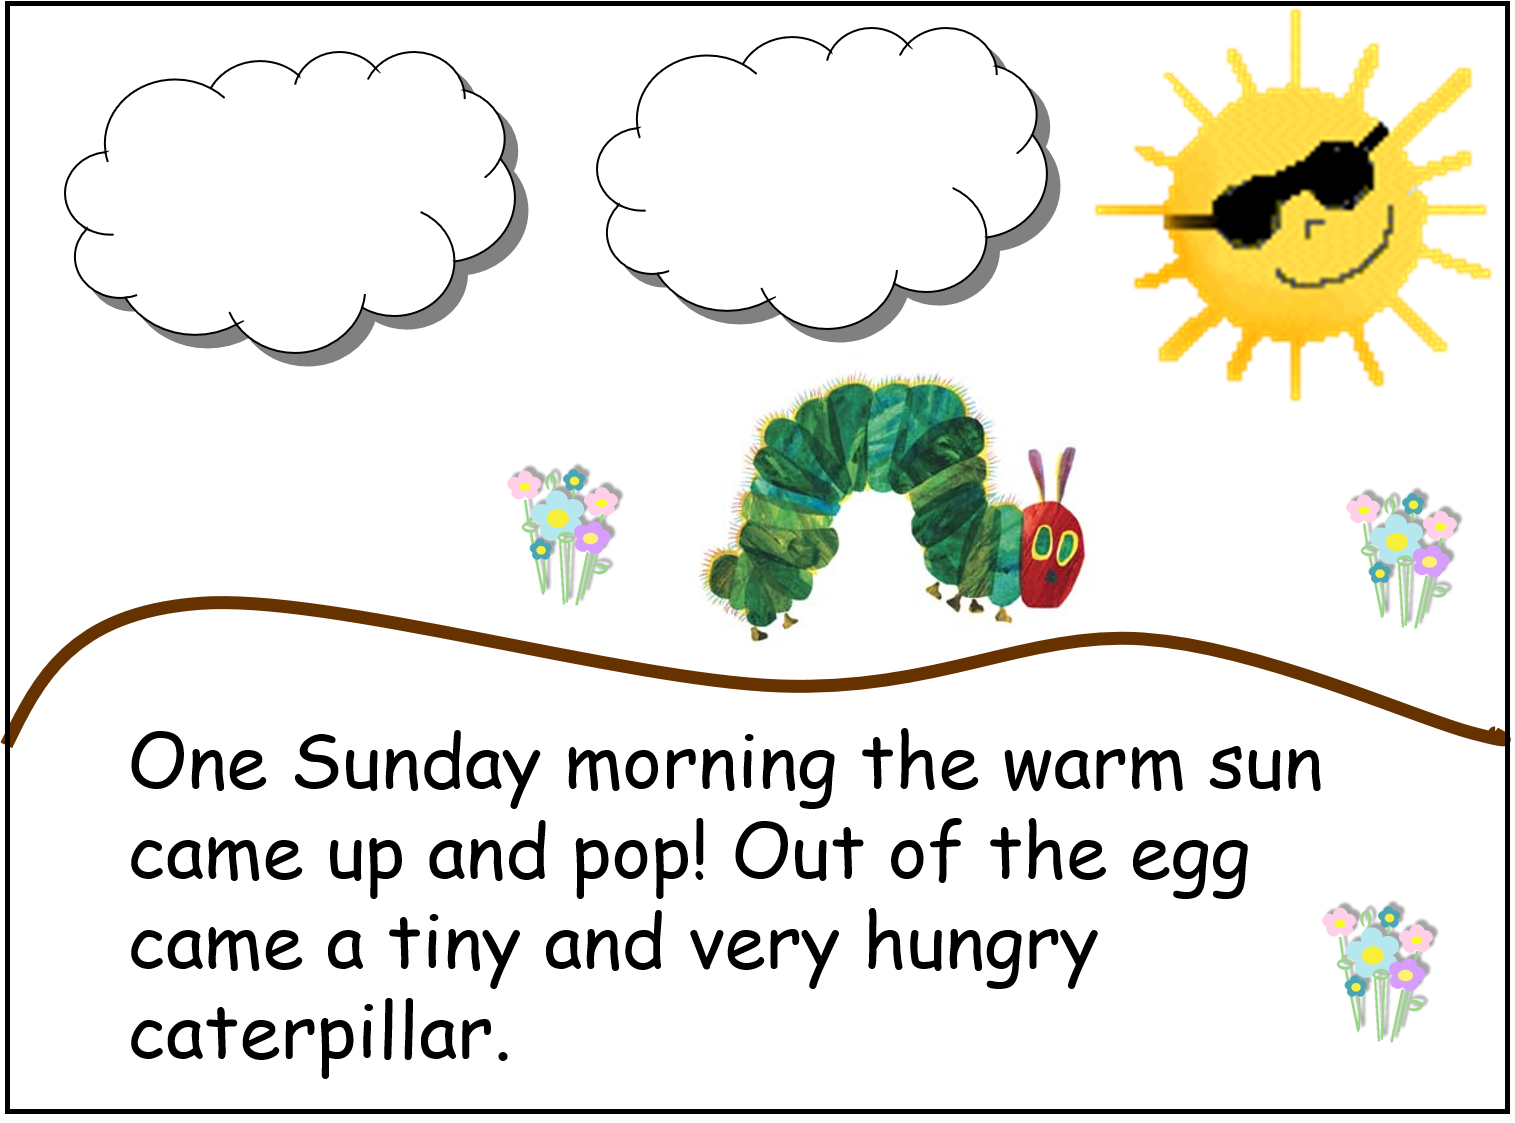 One Sunday morning the warm sun
came up and pop! Out of the egg
came a tiny and very hungry
caterpillar.